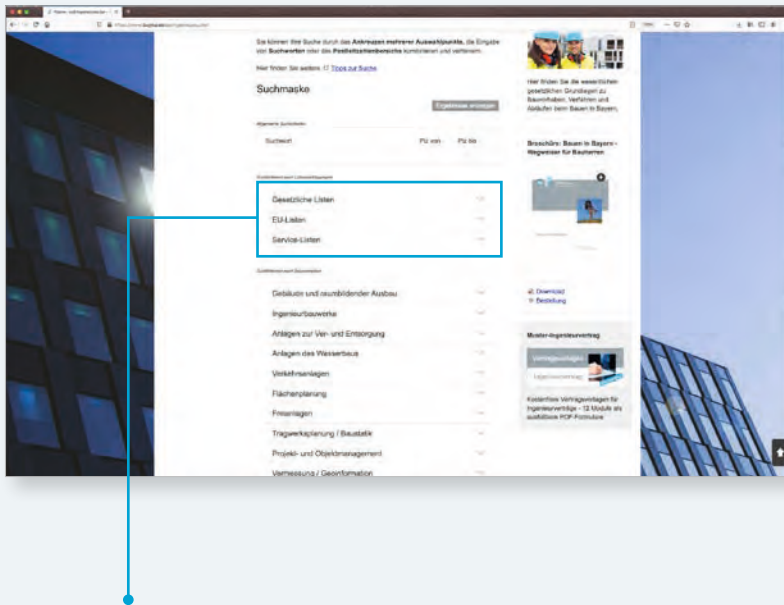 Sie können Ihre Suche durch das Ankreuzen mehrerer Auswahlpunkte, die Eingabe
von Suchworten oder des Postleitzahlenbereichs kombinieren und verfeinern.
Hier finden Sie weitere Tipps zur Suche
Suchmaske
Ergebnisse anzeigen
Suchwort
PLZ von
PLZ bis
Gesetzliche Listen
EU-Listen
Service-Listen
Gebäude und raumbildender Ausbau
Ingenieurbauwerke
Anlagen zur Ver- und Entsorgung
Anlagen des Wasserbaus
Verkehrsanlagen
Flächenplanung
Freianlagen
Tragwerksplanung / Baustatik
Projekt- und Objektmanagement
Vermessung / Geoinformation
Hier finden Sie die wesentlichen
gesetzlichen Grundlagen zu
Bauvorhaben, Verfahren und
Abläufen beim Bauen in Bayern.
Broschüre: Bauen in Bayern -
Wegweiser für Bauherren
Download
Bestellung
Muster-Ingenieurvertrag
Vertragsvorlagen
Ingenieurvertrag
Kostenfreie Vertragsvorlagen für
Ingenieurverträge - 12 Module als
ausfüllbare PDF-Formulare